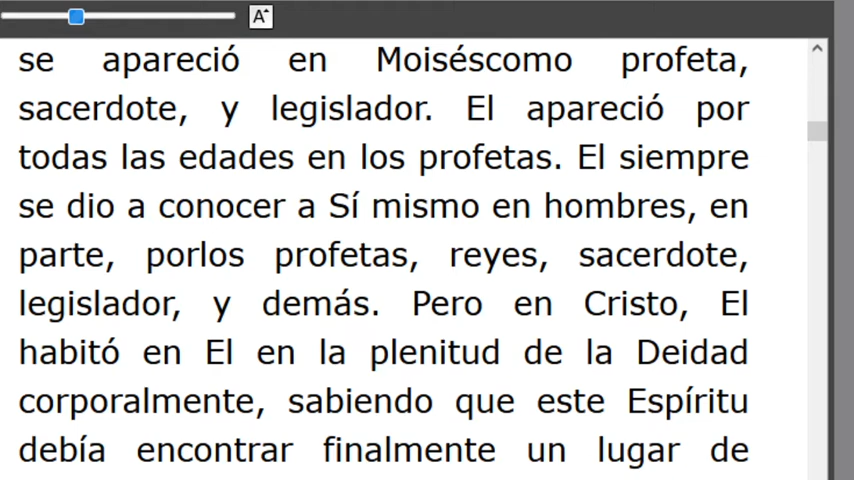 A
se apareció en Moiséscomo profeta,
sacerdote, y legislador. El apareció por
todas las edades en los profetas. El siempre
se dio a conocer a Sí mismo en hombres, en
parte, porlos profetas, reyes, sacerdote,
legislador, y demás. Pero en Cristo, El
habitó en El en la plenitud de la Deidad
corporalmente, sabiendo que este Espíritu
debía encontrar finalmente un lugar de